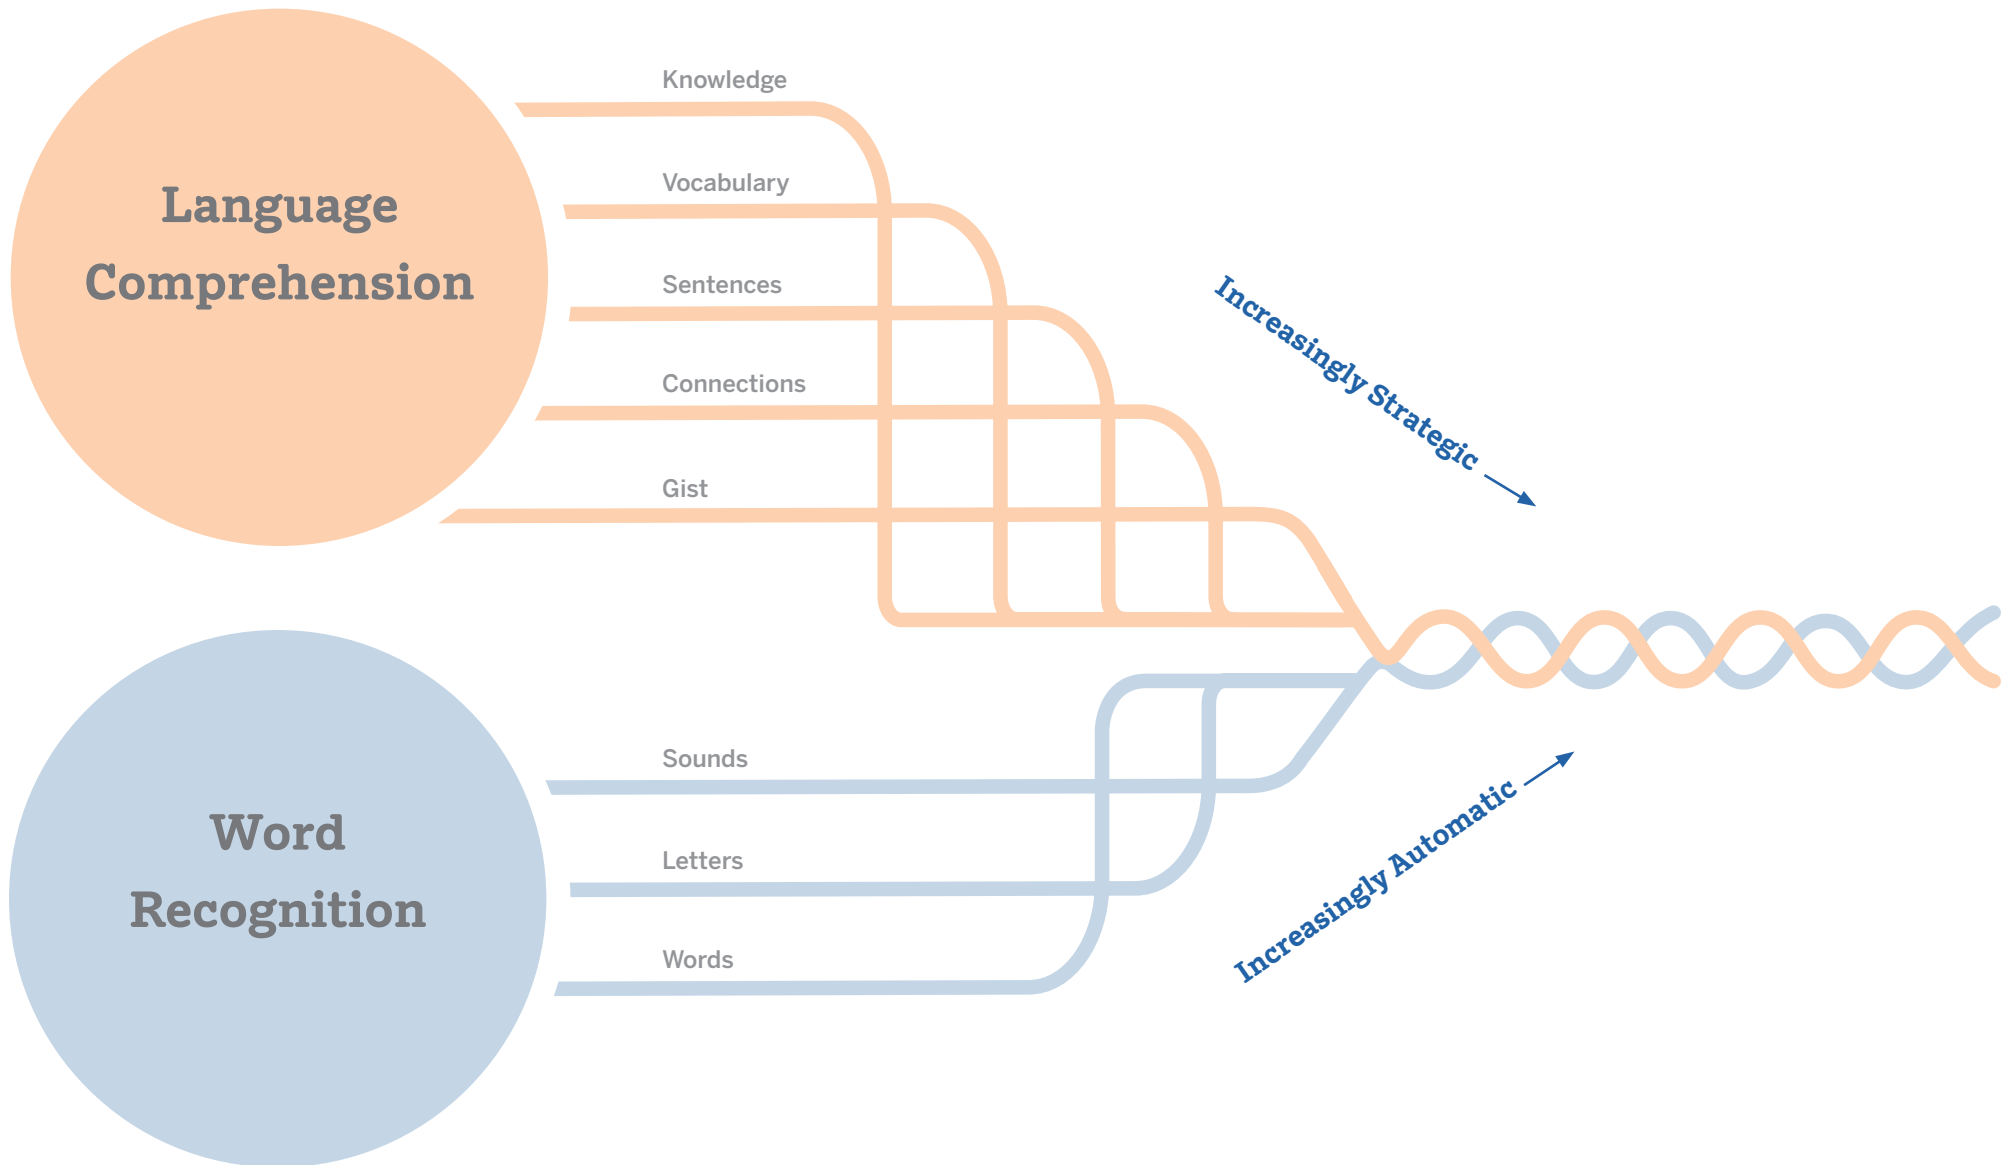 Language
Comprehension
Knowledge
Vocabulary
Sentences
Connections
Gist
Increasingly Strategic
Word
Recognition
Sounds
Letters
Words
Increasingly Automatic